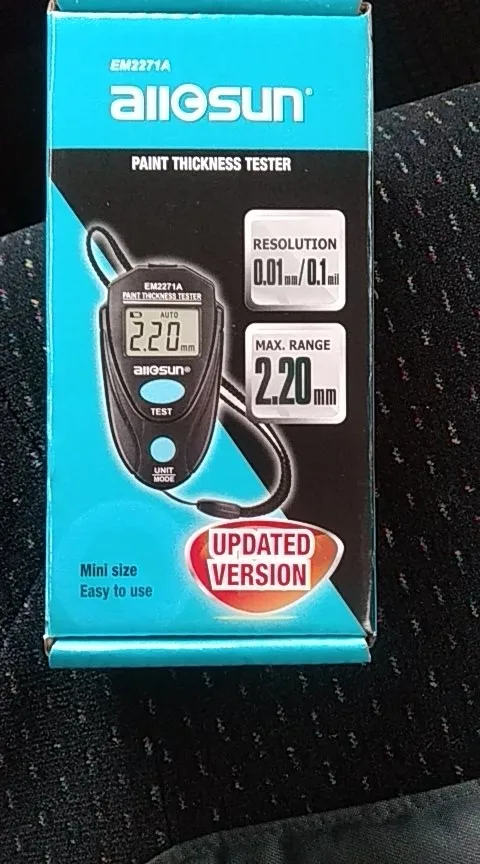 EM2271A
allosun®
PAINT THICKNESS TESTER
RESOLUTION
0.01mm/0.1mil
MAX. RANGE
2.20mm
EM2271A
PAINT THICKNESS TESTER
AUTO
2.20mm
allosun®
TEST
UNIT
MODE
UPDATED
VERSION
Mini size
Easy to use